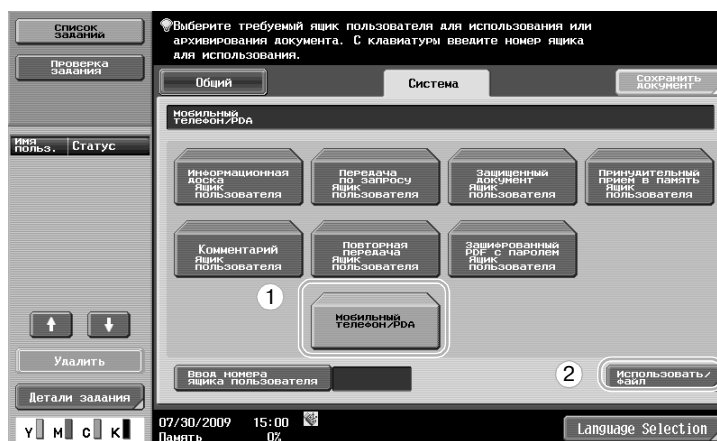 Список
заданий
Проверка
задания
Имя
польз.
Статус
Удалить
Детали задания
Y M C K
Выберите требуемый ящик пользователя для использования или
архивирования документа. С клавиатуры введите номер ящика
для использования.
Общий
Система
Сохранить
документ
Мобильный
телефон/PDA
Информационная
доска
Ящик
пользователя
Передача
по запросу
Ящик
пользователя
Защищенный
документ
Ящик
пользователя
Принудительный
прием в память
Ящик
пользователя
Комментарий
Ящик
пользователя
Повторная
передача
Ящик
пользователя
Зашифрованный
PDF с паролем
Ящик
пользователя
1
Мобильный
телефон/PDA
Ввод номера
ящика пользователя
2
Использовать/
файл
07/30/2009 15:00
Память 0%
Language Selection